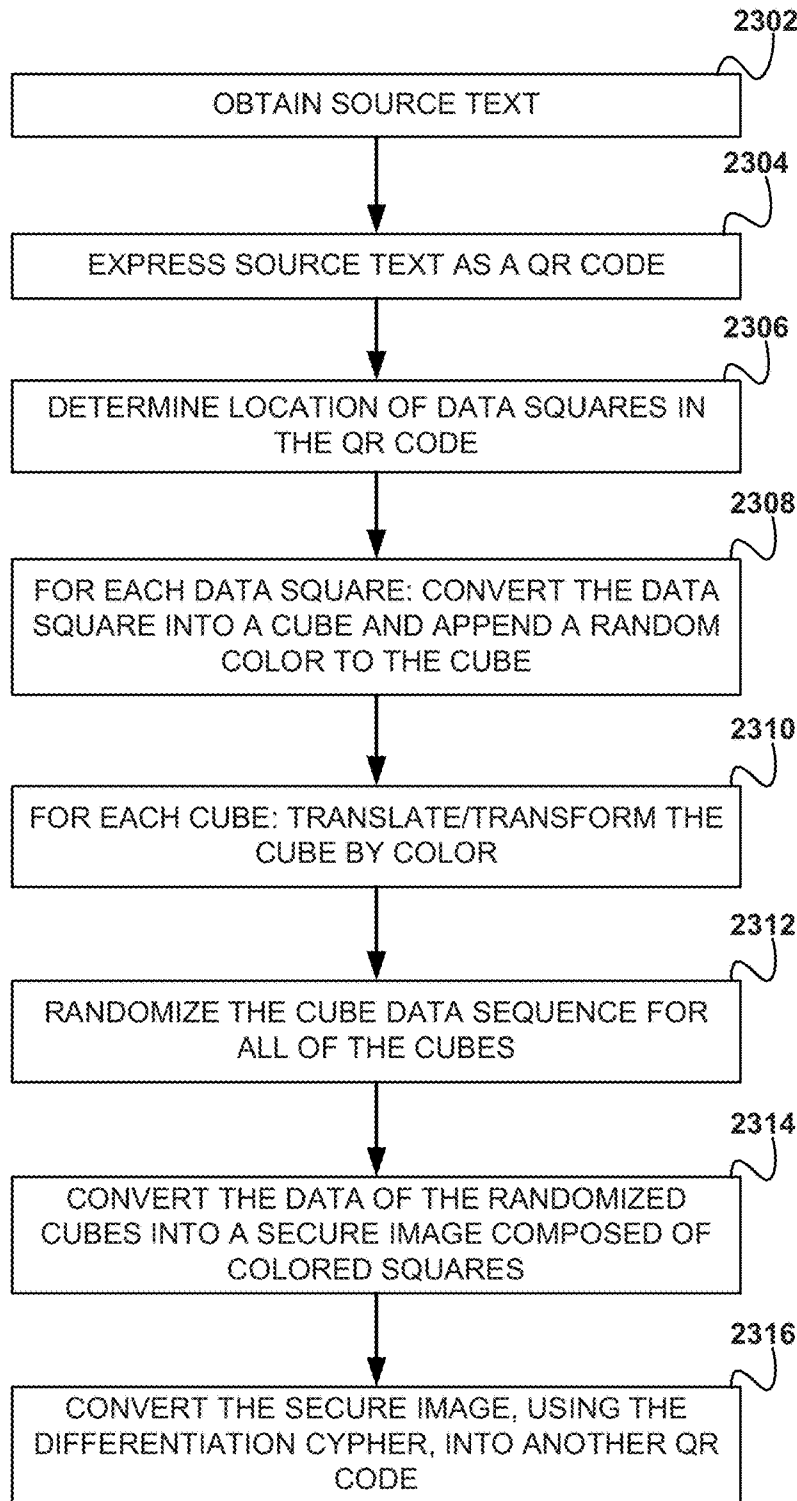 2302
OBTAIN SOURCE TEXT
2304
EXPRESS SOURCE TEXT AS A QR CODE
2306
DETERMINE LOCATION OF DATA SQUARES IN
THE QR CODE
2308
FOR EACH DATA SQUARE: CONVERT THE DATA
SQUARE INTO A CUBE AND APPEND A RANDOM
COLOR TO THE CUBE
2310
FOR EACH CUBE: TRANSLATE/TRANSFORM THE
CUBE BY COLOR
2312
RANDOMIZE THE CUBE DATA SEQUENCE FOR
ALL OF THE CUBES
2314
CONVERT THE DATA OF THE RANDOMIZED
CUBES INTO A SECURE IMAGE COMPOSED OF
COLORED SQUARES
2316
CONVERT THE SECURE IMAGE, USING THE
DIFFERENTIATION CYPHER, INTO ANOTHER QR
CODE